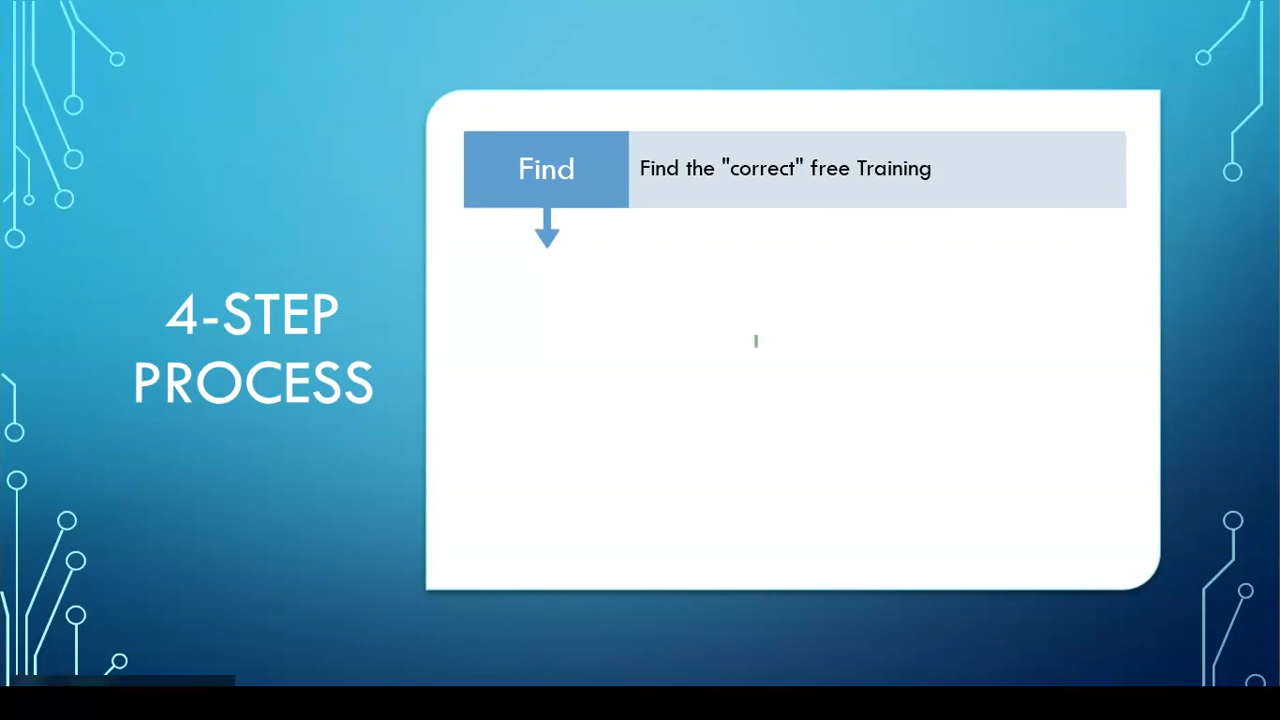 4-STEP
PROCESS
Find
Find the "correct" free Training